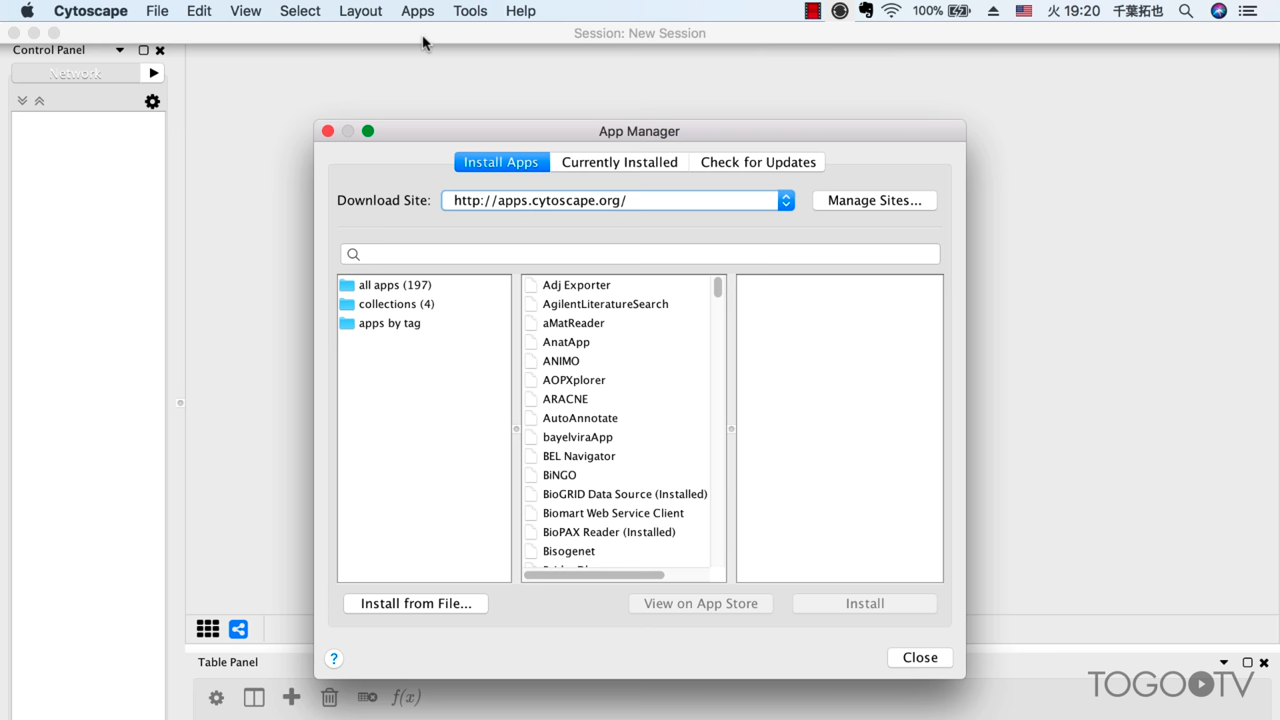 Cytoscape File Edit View Select Layout Apps Tools Help 100% 火 19:20 千葉拓也
Session: New Session
Control Panel
Network
App Manager
Install Apps Currently Installed Check for Updates
Download Site: http://apps.cytoscape.org/ Manage Sites...
all apps (197)
collections (4)
apps by tag
Adj Exporter
AgilentLiteratureSearch
aMatReader
AnatApp
ANIMO
AOPXplorer
ARACNE
AutoAnnotate
bayelviraApp
BEL Navigator
BiNGO
BioGRID Data Source (Installed)
Biomart Web Service Client
BioPAX Reader (Installed)
Bisogenet
Install from File... View on App Store Install
? Close
Table Panel
f(x)
TOGOTV